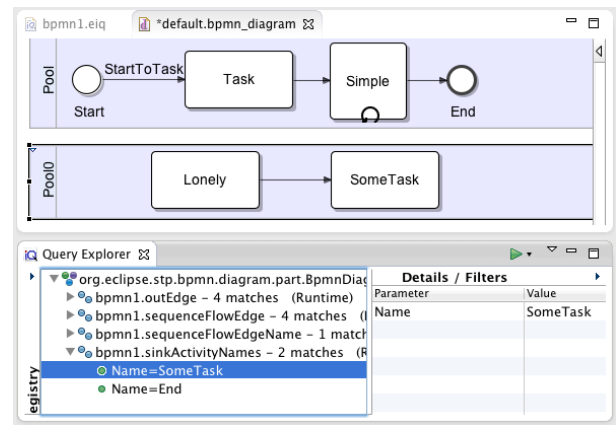 bpmn1.eiq
*default.bpmn_diagram
Pool
StartToTask
Task
Simple
Start
End
Pool0
Lonely
SomeTask
Query Explorer
org.eclipse.stp.bpmn.diagram.part.BpmnDiag
bpmn1.outEdge – 4 matches (Runtime)
bpmn1.sequenceFlowEdge – 4 matches (
bpmn1.sequenceFlowEdgeName – 1 match
bpmn1.sinkActivityNames – 2 matches (R
Name=SomeTask
Name=End
egistry
Details / Filters
Parameter Value
Name SomeTask